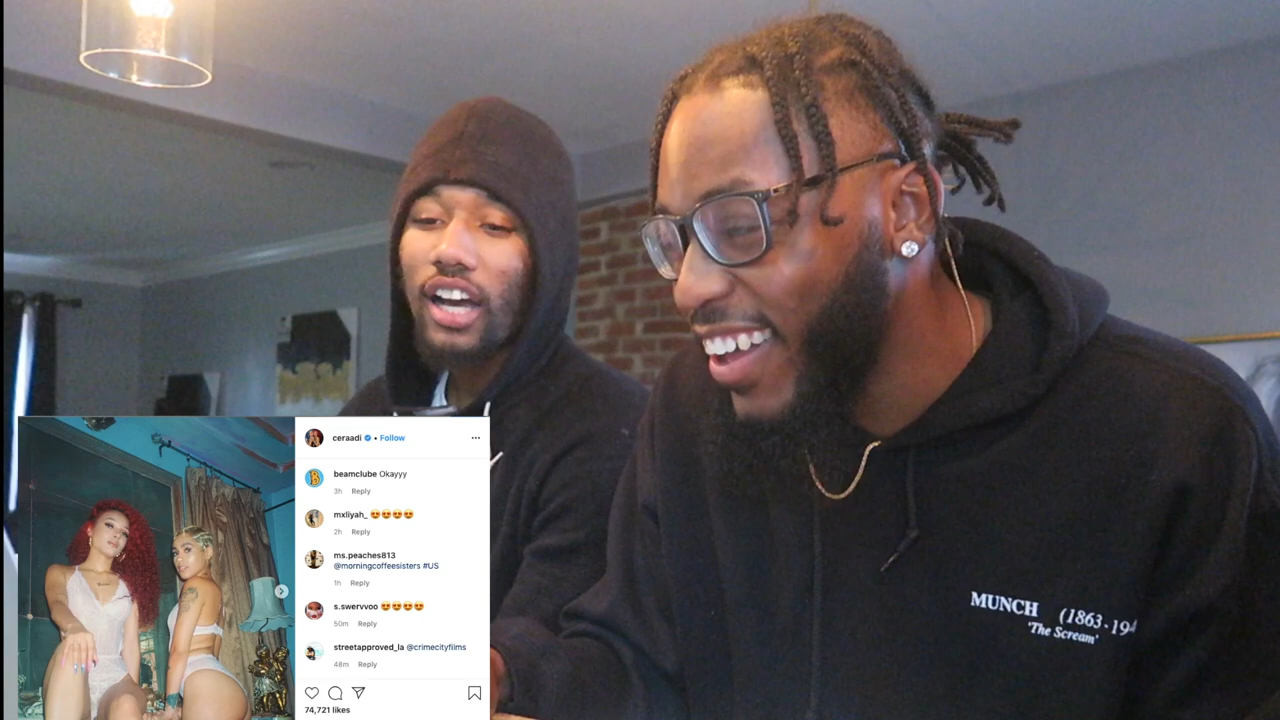 ceraadi • Follow
beamclube Okayyy
3h Reply
mxliyah_
2h Reply
ms.peaches813
@morningcoffeesisters #US
1h Reply
s.swervvoo
50m Reply
streetapproved_la @crimecityfilms
48m Reply
74,721 likes
MUNCH (1863-194
'The Scream'